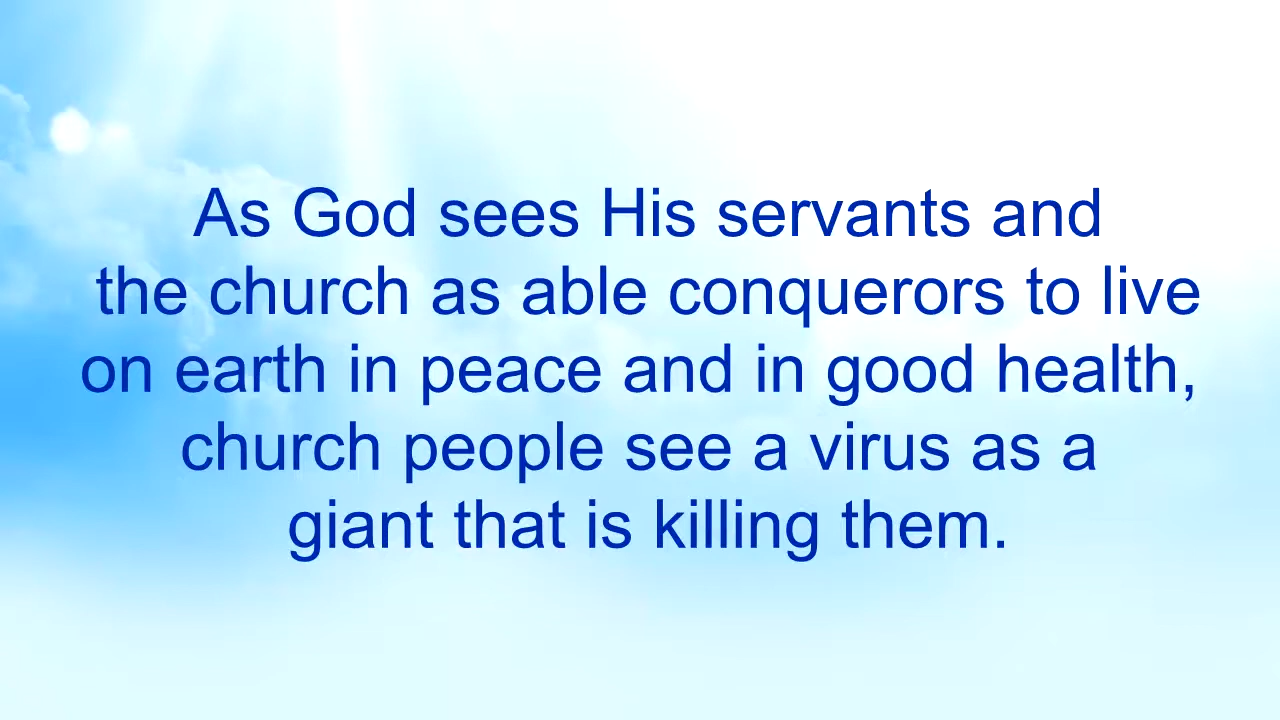 As God sees His servants and
the church as able conquerors to live
on earth in peace and in good health,
church people see a virus as a
giant that is killing them.